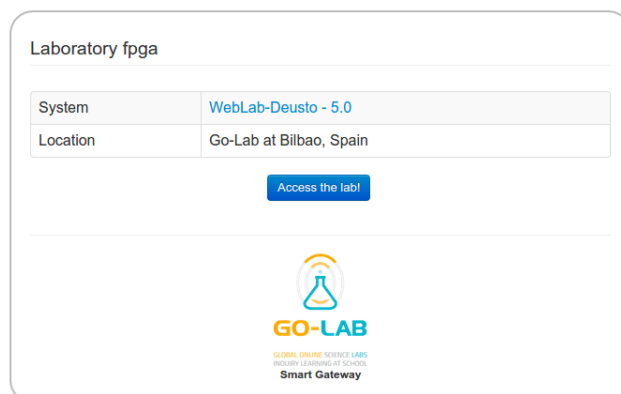 Laboratory fpga
System WebLab-Deusto - 5.0
Location Go-Lab at Bilbao, Spain
Access the lab!
GO-LAB
GLOBAL ONLINE SCIENCE LABS
INQUIRY LEARNING AT SCHOOL
Smart Gateway